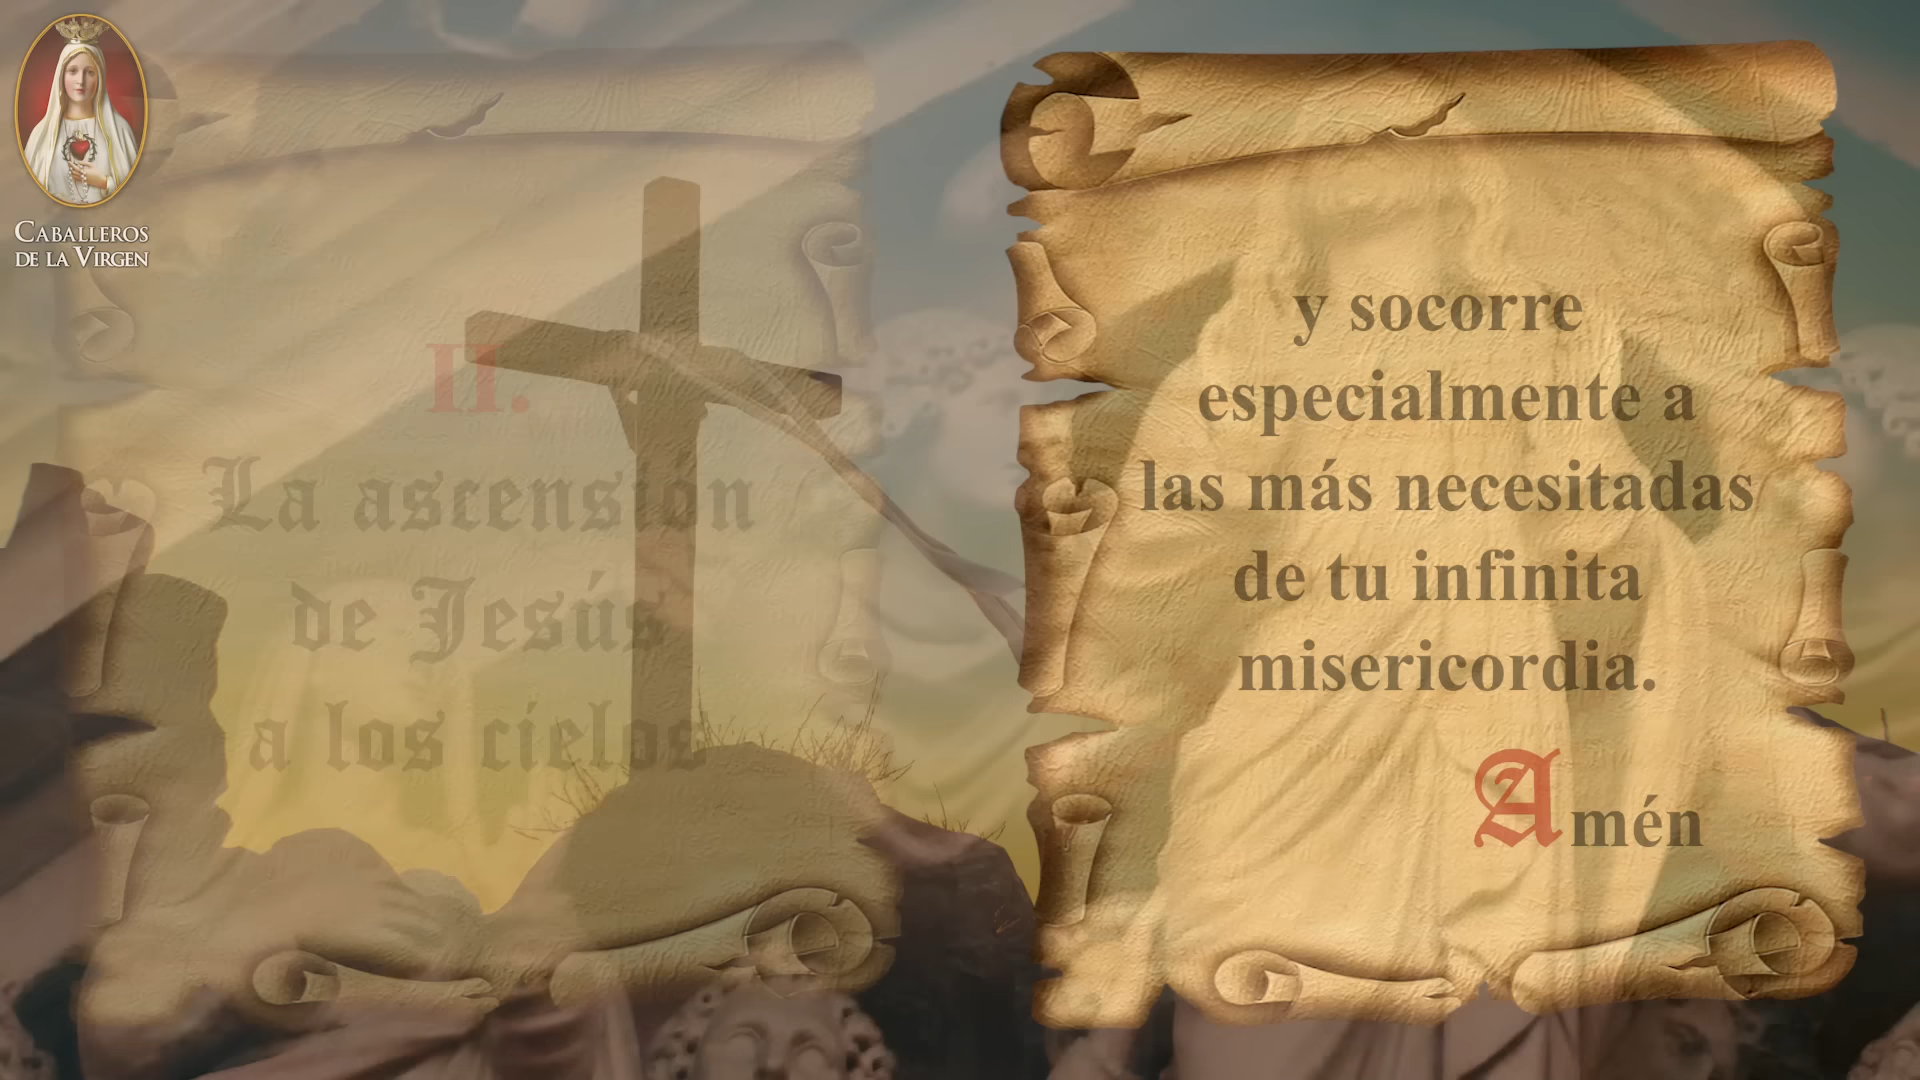 CABALLEROS
DE LA VIRGEN
II.
La ascensión
de Jesús
a los cielos
y socorre
especialmente a
las más necesitadas
de tu infinita
misericordia.
Amén